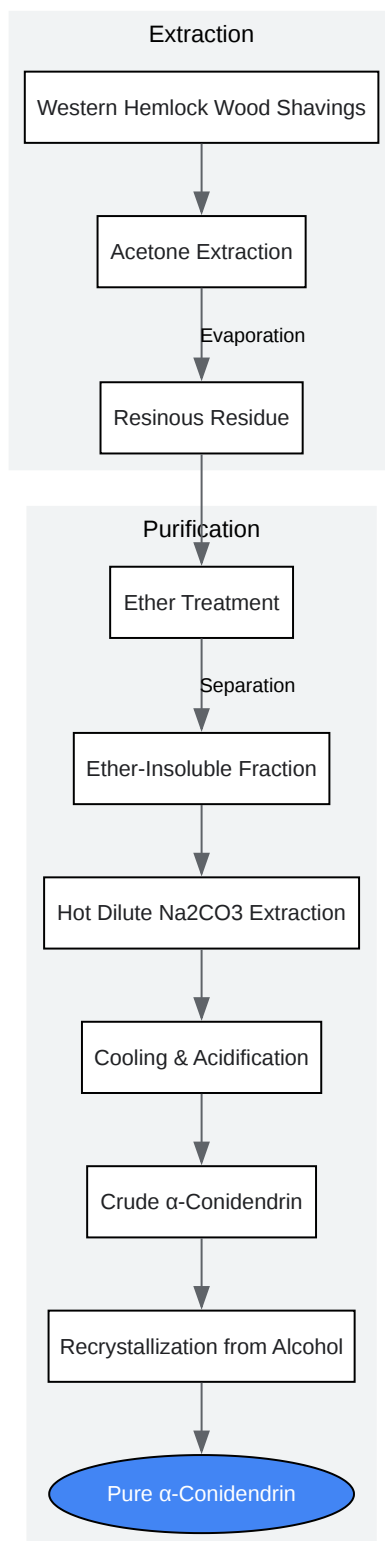 Extraction
Western Hemlock Wood Shavings
Acetone Extraction
Evaporation
Resinous Residue
Purification
Ether Treatment
Separation
Ether-Insoluble Fraction
Hot Dilute Na2CO3 Extraction
Cooling & Acidification
Crude α-Conidendrin
Recrystallization from Alcohol
Pure α-Conidendrin